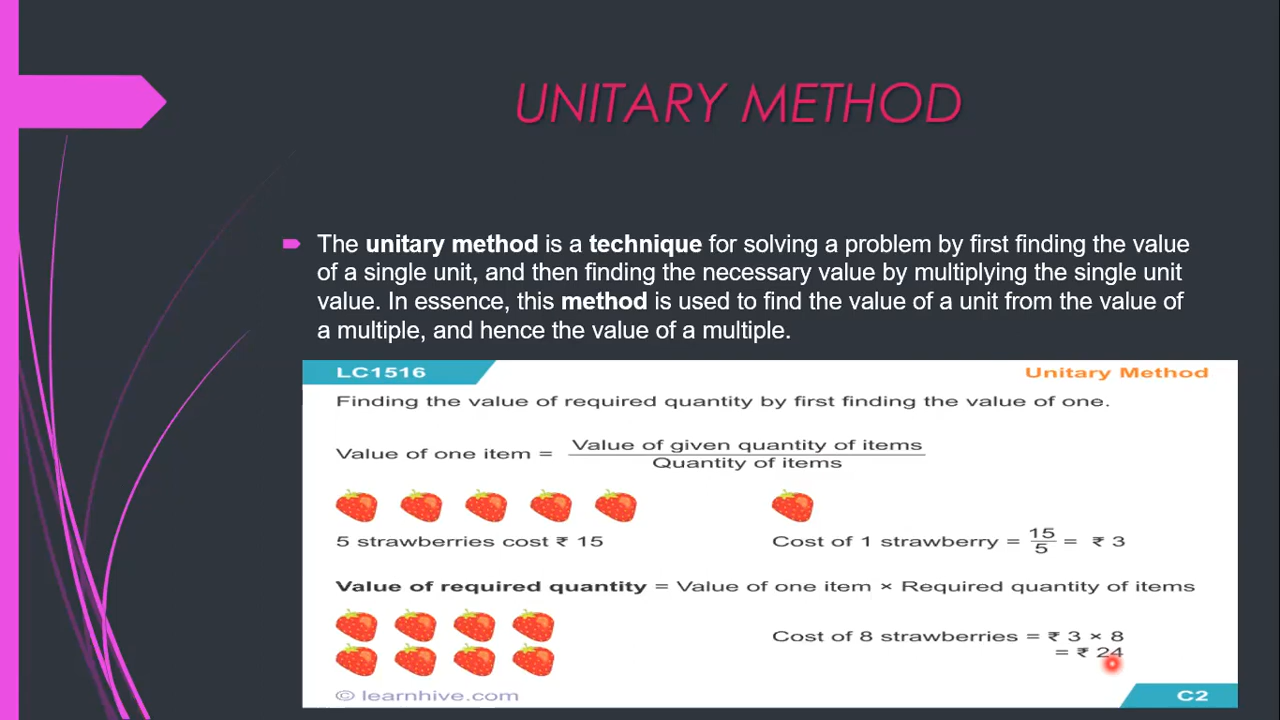 UNITARY METHOD
The unitary method is a technique for solving a problem by first finding the value
of a single unit, and then finding the necessary value by multiplying the single unit
value. In essence, this method is used to find the value of a unit from the value of
a multiple, and hence the value of a multiple.
LC1516
Unitary Method
Finding the value of required quantity by first finding the value of one.
Value of one item = Value of given quantity of items / Quantity of items
5 strawberries cost ₹ 15
Cost of 1 strawberry = 15/5 = ₹ 3
Value of required quantity = Value of one item × Required quantity of items
Cost of 8 strawberries = ₹ 3 × 8
= ₹ 24
© learnhive.com
C2